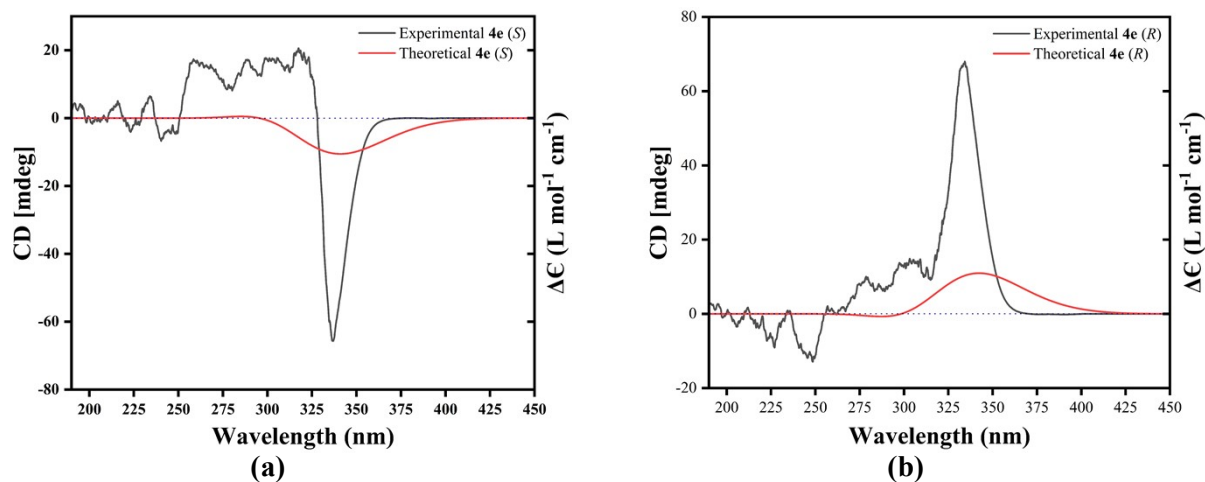 Experimental 4e (S)
Theoretical 4e (S)
20
0
-20
-40
-60
-80
CD [mdeg]
ΔЄ (L mol-1 cm-1)
200 225 250 275 300 325 350 375 400 425 450
Wavelength (nm)
(a)
Experimental 4e (R)
Theoretical 4e (R)
80
60
40
20
0
-20
CD [mdeg]
ΔЄ (L mol-1 cm-1)
200 225 250 275 300 325 350 375 400 425 450
Wavelength (nm)
(b)